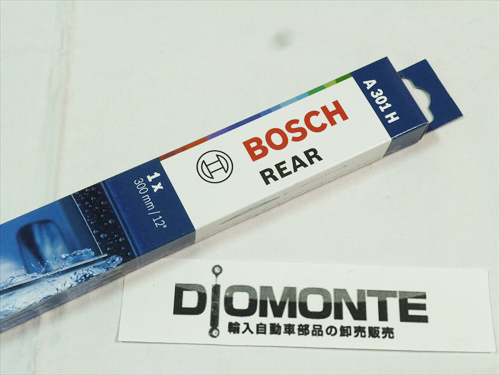 A 301 H
BOSCH
REAR
1 x
300 mm / 12"
DIOMONTE
輸入自動車部品の卸売販売